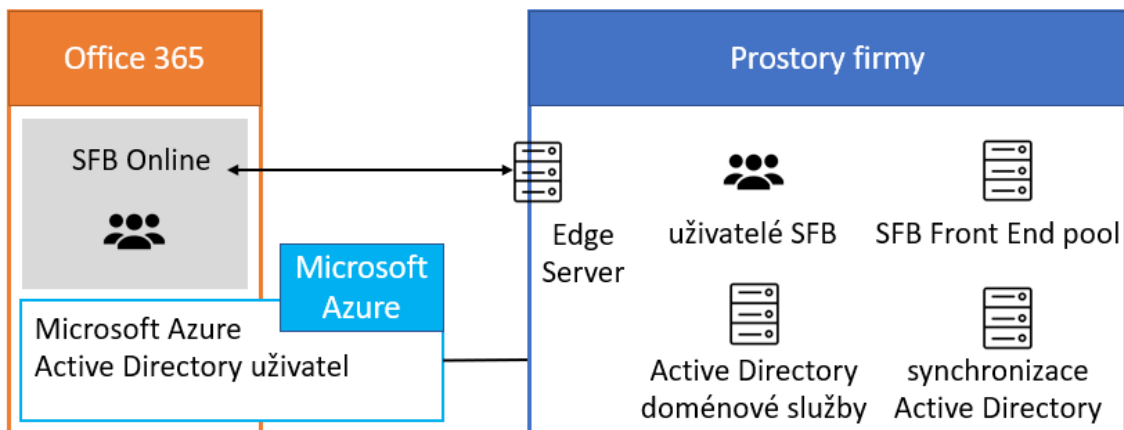 Office 365
Prostory firmy
SFB Online
Edge
Server
uživatelé SFB
SFB Front End pool
Microsoft
Azure
Microsoft Azure
Active Directory uživatel
Active Directory
doménové služby
synchronizace
Active Directory